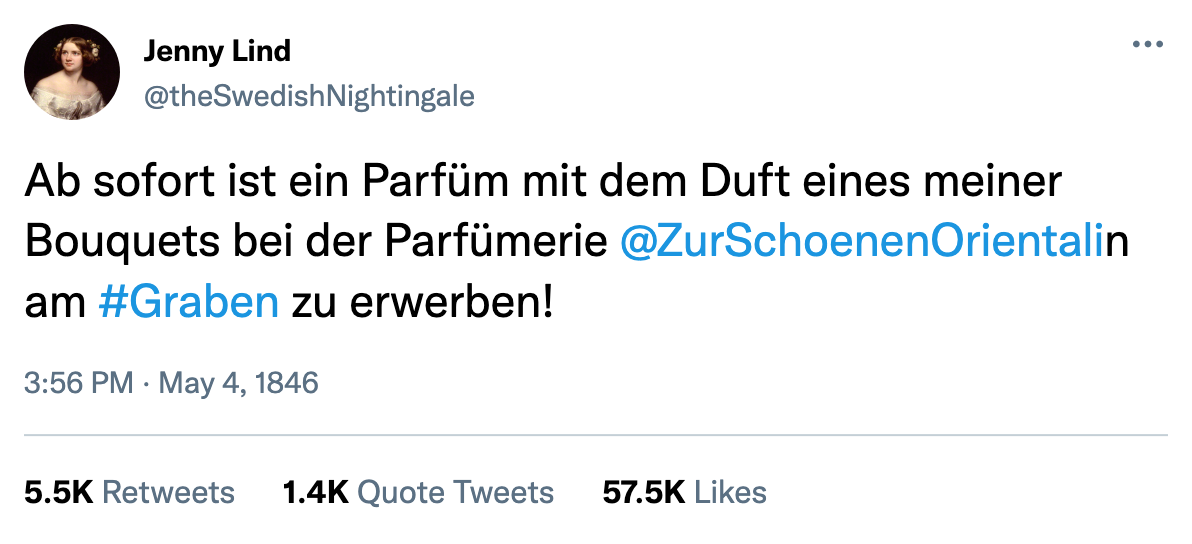 Jenny Lind
@theSwedishNightingale
Ab sofort ist ein Parfüm mit dem Duft eines meiner
Bouquets bei der Parfümerie @ZurSchoenenOrientalin
am #Graben zu erwerben!
3:56 PM · May 4, 1846
5.5K Retweets 1.4K Quote Tweets 57.5K Likes